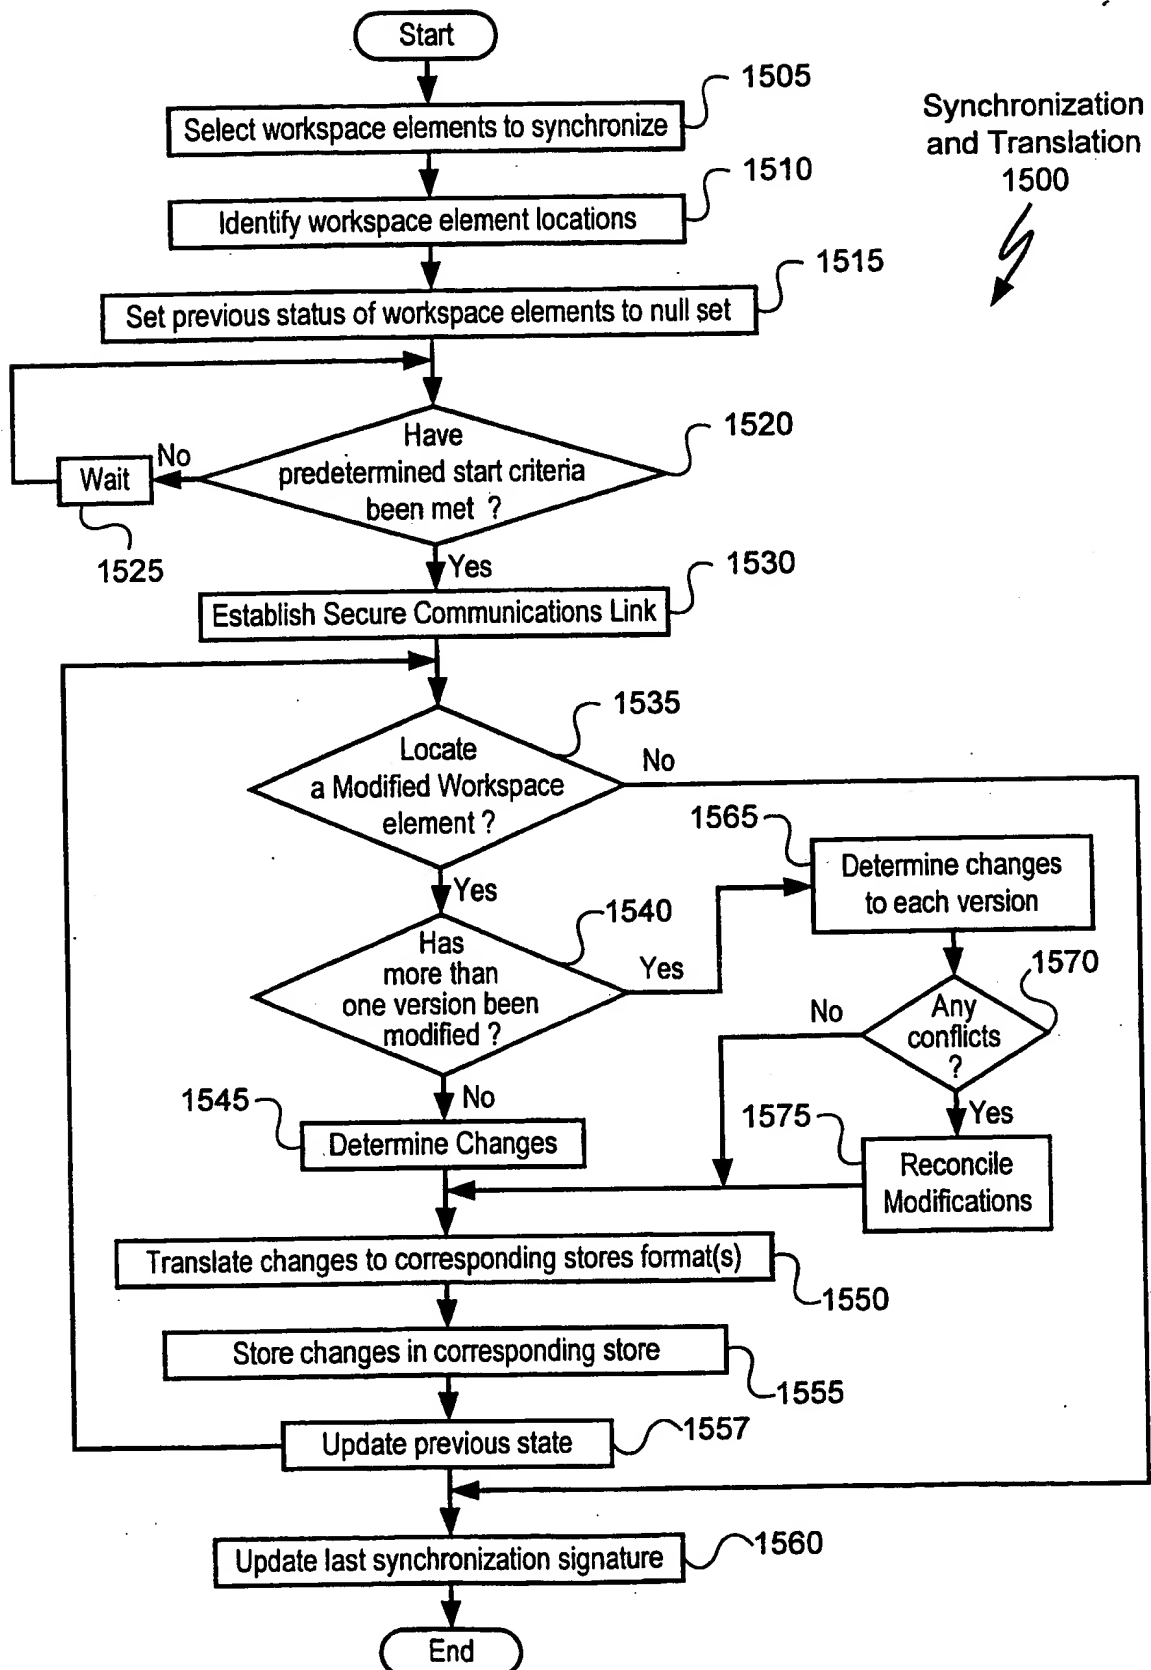 Start
1505
Select workspace elements to synchronize
Synchronization
and Translation
1500
1510
Identify workspace element locations
1515
Set previous status of workspace elements to null set
1520
Have
predetermined start criteria
been met ?
No
Wait
1525
Yes
1530
Establish Secure Communications Link
1535
Locate
a Modified Workspace
element ?
No
Yes
1565
Determine changes
to each version
1540
Has
more than
one version been
modified ?
Yes
1570
Any
conflicts
?
No
Yes
No
1545
Determine Changes
1575
Reconcile
Modifications
Translate changes to corresponding stores format(s)
1550
Store changes in corresponding store
1555
Update previous state
1557
Update last synchronization signature
1560
End